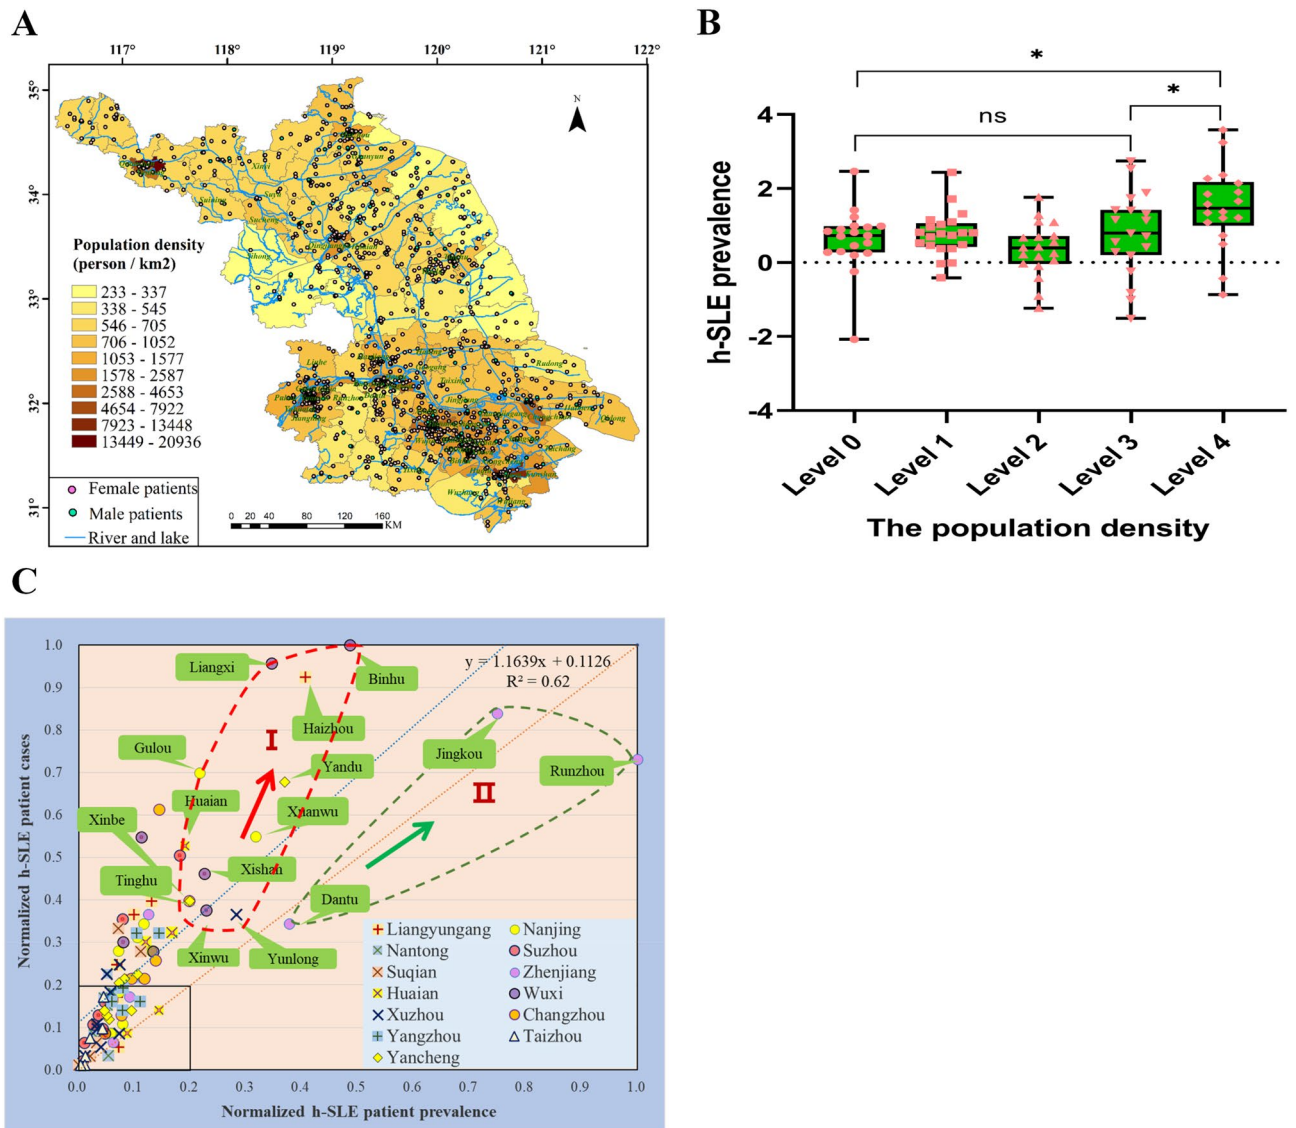 A
117°
118°
119°
120°
121°
122°
35°
34°
33°
32°
31°
N
Population density
(person / km2)
233 - 337
338 - 545
546 - 705
706 - 1052
1053 - 1577
1578 - 2587
2588 - 4653
4654 - 7922
7923 - 13448
13449 - 20936
Female patients
Male patients
River and lake
0 20 40 80 120 160
KM
Xinyi
Suining
Sucheng
Sihong
Liuhe
Rudong
Taixing
Wuzhong
B
*
*
ns
h-SLE prevalence
4
2
0
-2
-4
Level 0
Level 1
Level 2
Level 3
Level 4
The population density
C
Normalized h-SLE patient cases
1.0
0.9
0.8
0.7
0.6
0.5
0.4
0.3
0.2
0.1
0.0
0.0 0.1 0.2 0.3 0.4 0.5 0.6 0.7 0.8 0.9 1.0
Normalized h-SLE patient prevalence
y = 1.1639x + 0.1126
R² = 0.62
Liangxi
Binhu
Haizhou
Gulou
I
Yandu
Huaian
Xuanwu
Xinbe
Xishan
Tinghu
Xinwu
Yunlong
Jingkou
Runzhou
II
Dantu
Liangyungang
Nanjing
Nantong
Suzhou
Suqian
Zhenjiang
Huaian
Wuxi
Xuzhou
Changzhou
Yangzhou
Taizhou
Yancheng